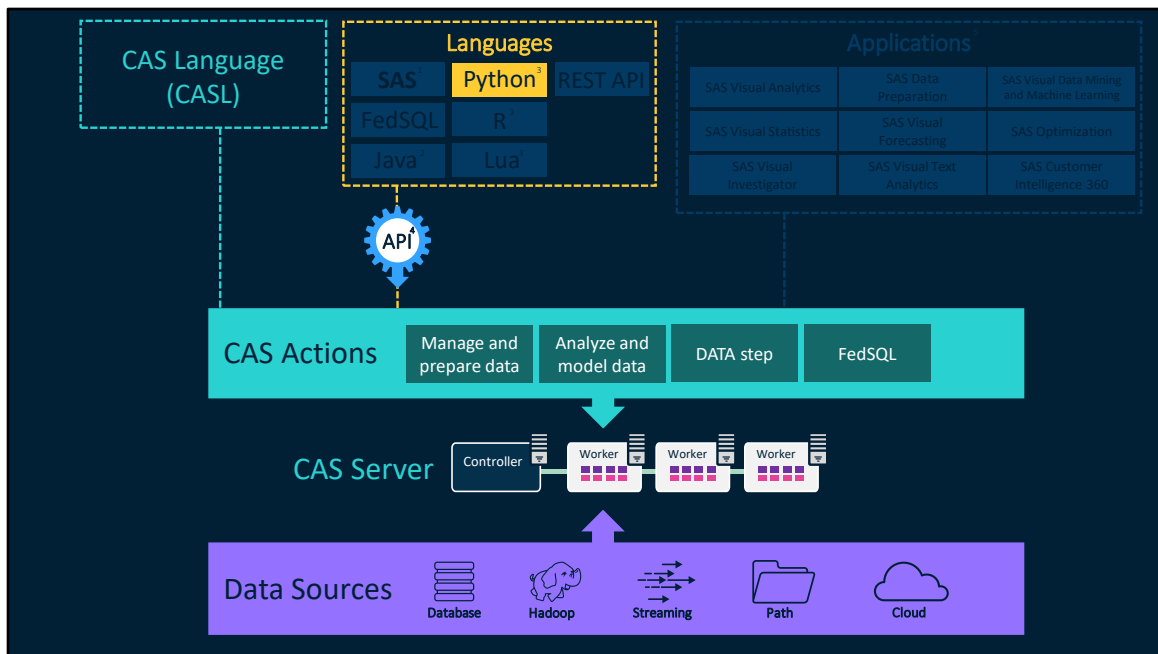 CAS Language
(CASL)
Languages
SAS
Python³
REST API
FedSQL
R
Java
Lua
Applications
SAS Visual Analytics
SAS Data
Preparation
SAS Visual Data Mining
and Machine Learning
SAS Visual Statistics
SAS Visual
Forecasting
SAS Optimization
SAS Visual
Investigator
SAS Visual Text
Analytics
SAS Customer
Intelligence 360
API⁴
CAS Actions
Manage and
prepare data
Analyze and
model data
DATA step
FedSQL
CAS Server
Controller
Worker
Worker
Worker
Data Sources
Database
Hadoop
Streaming
Path
Cloud